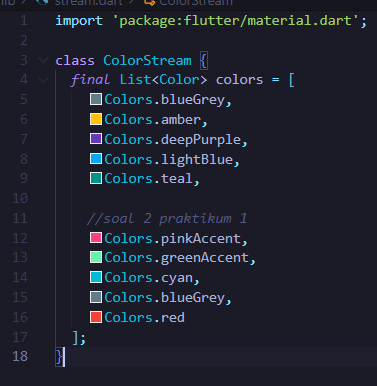 lib > stream.dart > ColorStream
1 import 'package:flutter/material.dart';
2
3 class ColorStream {
4 final List<Color> colors = [
5 Colors.blueGrey,
6 Colors.amber,
7 Colors.deepPurple,
8 Colors.lightBlue,
9 Colors.teal,
10
11 //soal 2 praktikum 1
12 Colors.pinkAccent,
13 Colors.greenAccent,
14 Colors.cyan,
15 Colors.blueGrey,
16 Colors.red
17 ];
18 }